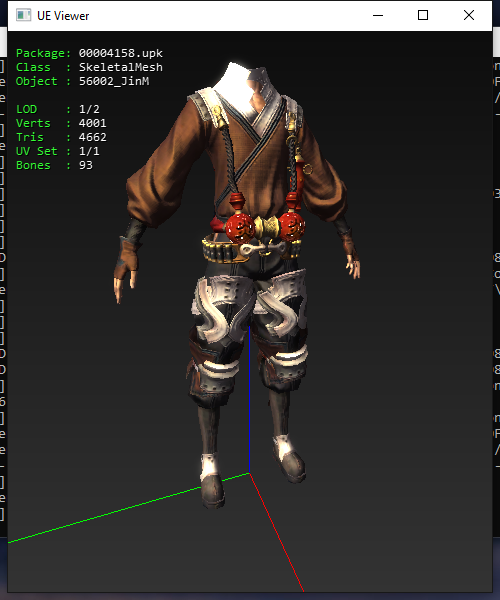 UE Viewer
Package: 00004158.upk
Class : SkeletalMesh
Object : 56002_JinM
LOD : 1/2
Verts : 4001
Tris : 4662
UV Set : 1/1
Bones : 93